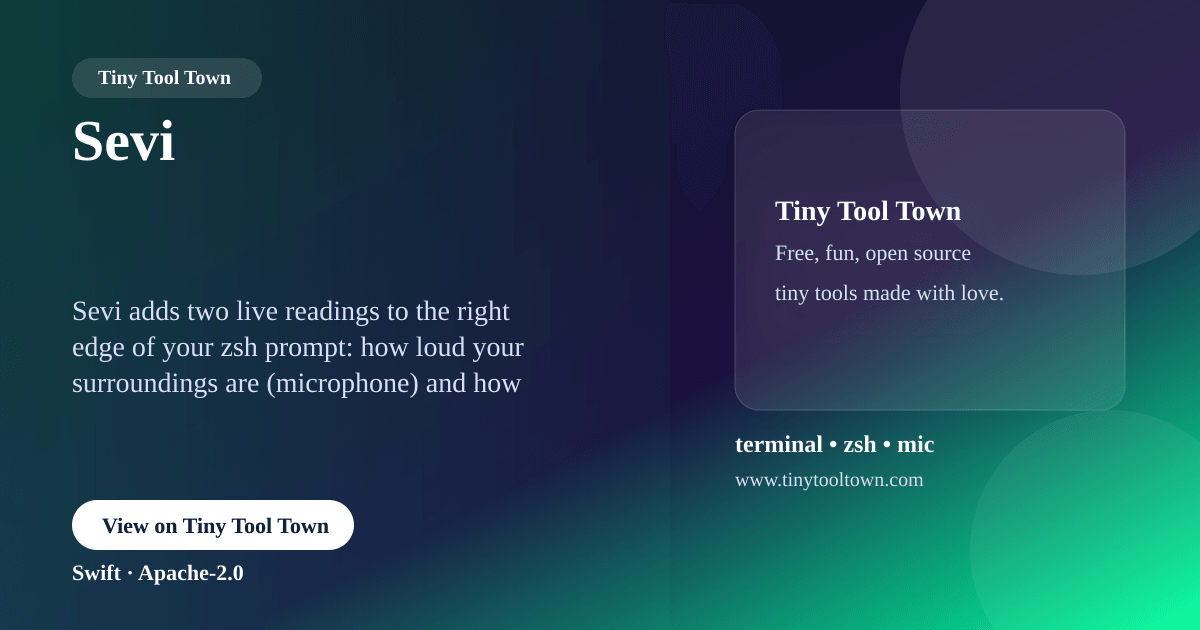 Tiny Tool Town
Sevi
Sevi adds two live readings to the right
edge of your zsh prompt: how loud your
surroundings are (microphone) and how
View on Tiny Tool Town
Swift · Apache-2.0
Tiny Tool Town
Free, fun, open source
tiny tools made with love.
terminal • zsh • mic
www.tinytooltown.com